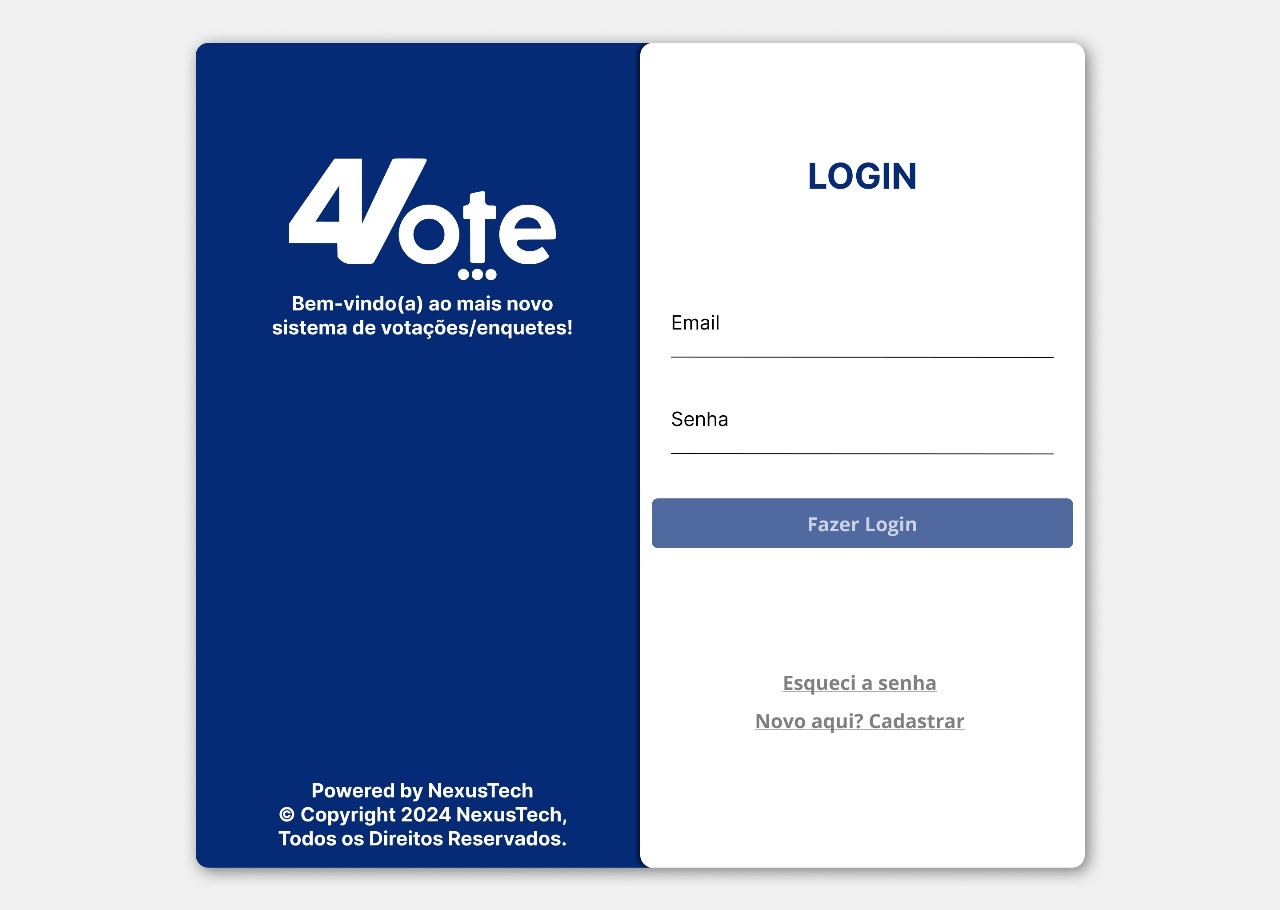 4Vote
Bem-vindo(a) ao mais novo
sistema de votações/enquetes!
Powered by NexusTech
© Copyright 2024 NexusTech,
Todos os Direitos Reservados.
LOGIN
Email
Senha
Fazer Login
Esqueci a senha
Novo aqui? Cadastrar